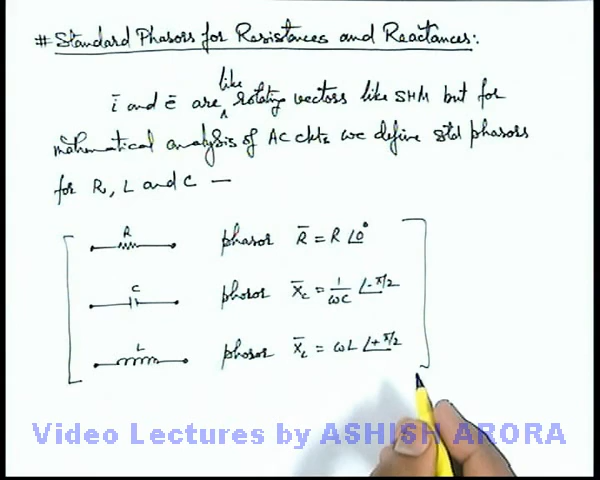 # Standard Phasors for Resistances and Reactances:
like
ī and ē are ^ rotating vectors like SHM but for
mathematical analysis of AC ckts we define std phasors
for R, L and C —
R
phasor R̄ = R ∠0°
C
phasor X̄c = 1/ωC ∠-π/2
L
phasor X̄L = ωL ∠+π/2
Video Lectures by ASHISH ARORA